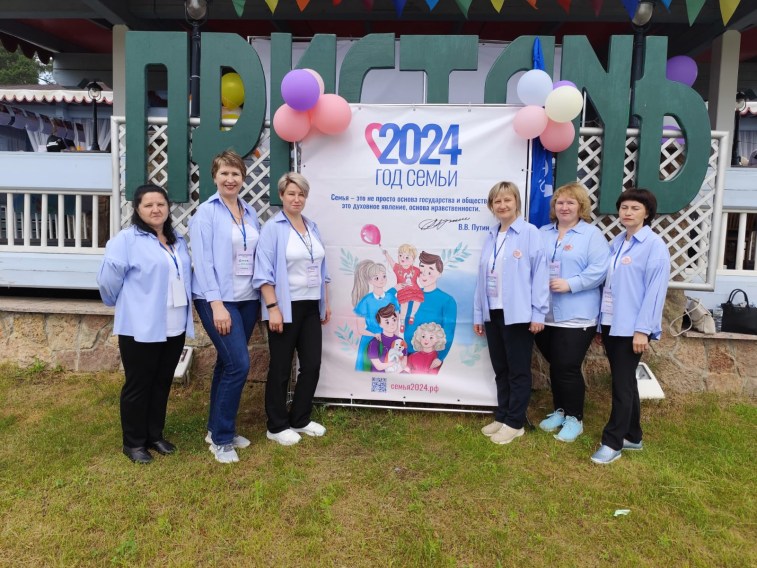 ПРИСТАНЬ
2024
ГОД СЕМЬИ
Семья – это не просто основа государства и общества,
это духовное явление, основа нравственности.
В.В. Путин
семья2024.рф